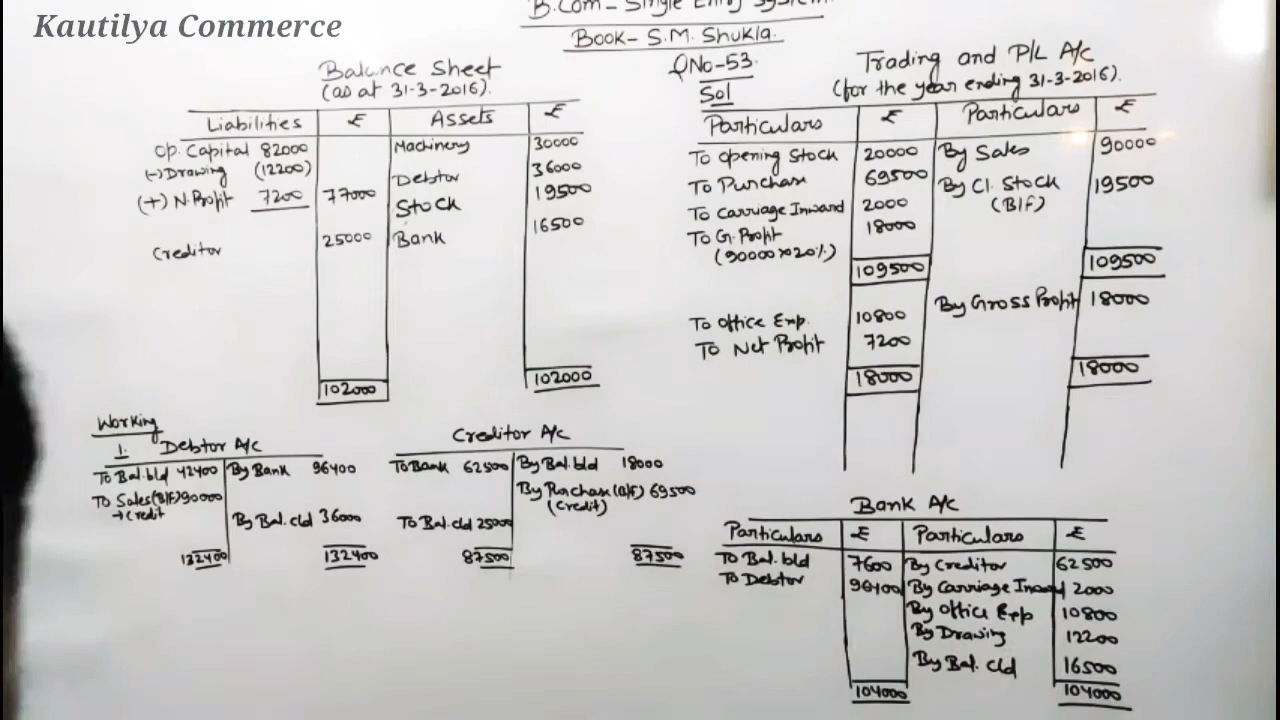 Kautilya Commerce
B.Com - Single Entry System
Book - S.M. Shukla.
QNo-53.
Sol
Balance Sheet
(as at 31-3-2016).
Liabilities ₹ Assets ₹
Op. Capital 82000 Machinery 30000
(-) Drawing (12200) Debtor 36000
(+) N. Profit 7200 77000 Stock 19500
Creditor 25000 Bank 16500
102000 102000
Trading and P/L A/c
(for the year ending 31-3-2016).
Particulars ₹ Particulars ₹
To Opening Stock 20000 By Sales 90000
To Purchase 69500 By Cl. Stock 19500
(B/F)
To Carriage Inward 2000
To G. Profit 18000
(90000 x 20%)
109500 109500
By Gross Profit 18000
To Office Exp. 10800
To Net Profit 7200
18000 18000
Working
1. Debtor A/c
To Bal. b/d 42400 By Bank 96400
To Sales (B/F) 90000
→ Credit
By Bal. c/d 36000
132400 132400
Creditor A/c
To Bank 62500 By Bal. b/d 18000
By Purchase (B/F) 69500
(Credit)
To Bal. c/d 25000
87500 87500
Bank A/c
Particulars ₹ Particulars ₹
To Bal. b/d 7600 By Creditor 62500
To Debtor 96400 By Carriage Inward 2000
By Office Exp 10800
By Drawing 12200
By Bal. c/d 16500
104000 104000